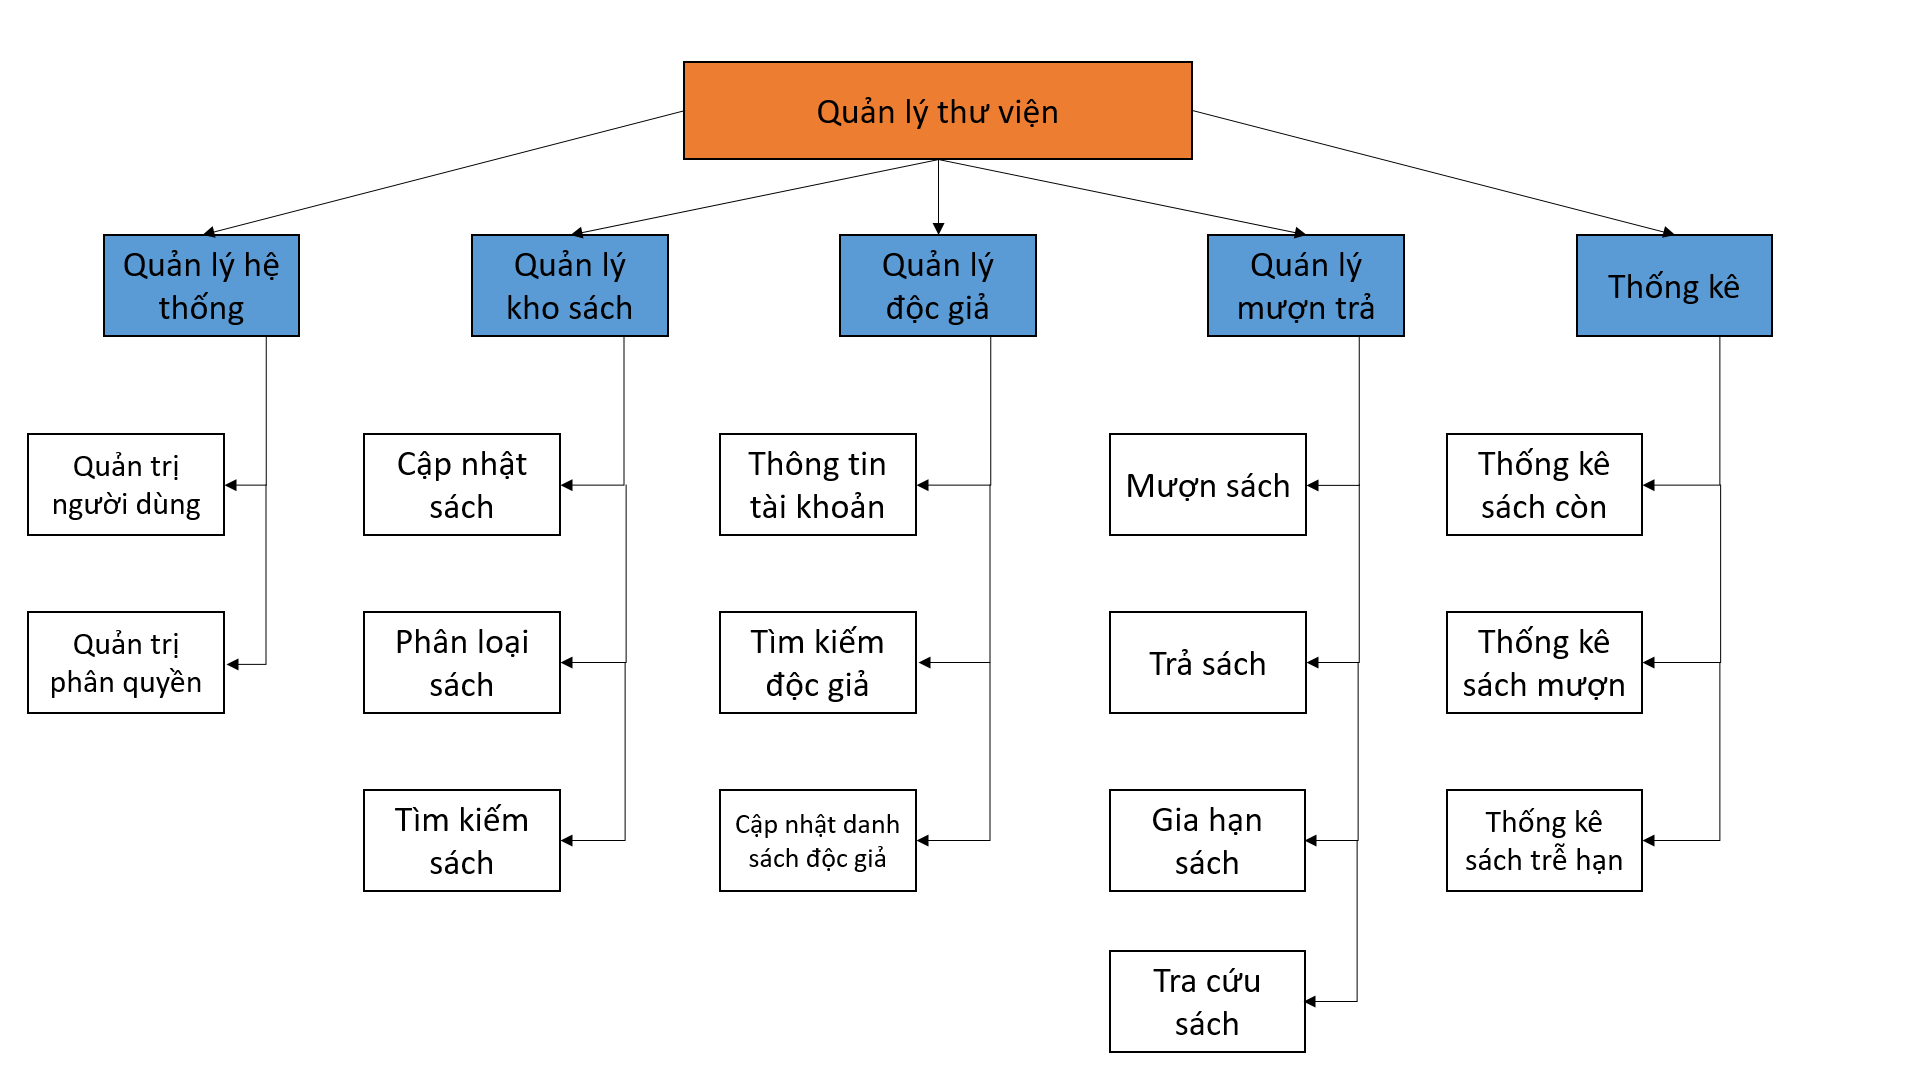 Quản lý thư viện
Quản lý hệ
thống
Quản lý
kho sách
Quản lý
độc giả
Quán lý
mượn trả
Thống kê
Quản trị
người dùng
Cập nhật
sách
Thông tin
tài khoản
Mượn sách
Thống kê
sách còn
Quản trị
phân quyền
Phân loại
sách
Tìm kiếm
độc giả
Trả sách
Thống kê
sách mượn
Tìm kiếm
sách
Cập nhật danh
sách độc giả
Gia hạn
sách
Thống kê
sách trễ hạn
Tra cứu
sách